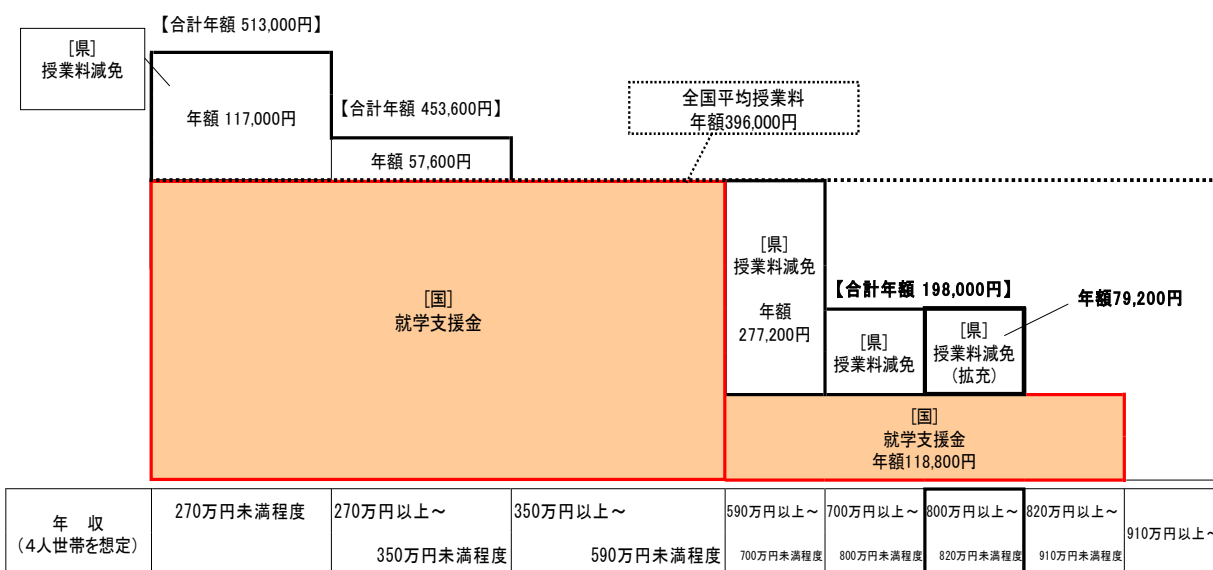 【合計年額 513,000円】
[県]
授業料減免
年額 117,000円
【合計年額 453,600円】
年額 57,600円
全国平均授業料
年額396,000円
[国]
就学支援金
[県]
授業料減免
年額
277,200円
【合計年額 198,000円】
[県]
授業料減免
[県]
授業料減免
(拡充)
年額79,200円
[国]
就学支援金
年額118,800円
年 収
(4人世帯を想定)
270万円未満程度
270万円以上～
350万円未満程度
350万円以上～
590万円未満程度
590万円以上～
700万円未満程度
700万円以上～
800万円未満程度
800万円以上～
820万円未満程度
820万円以上～
910万円未満程度
910万円以上～